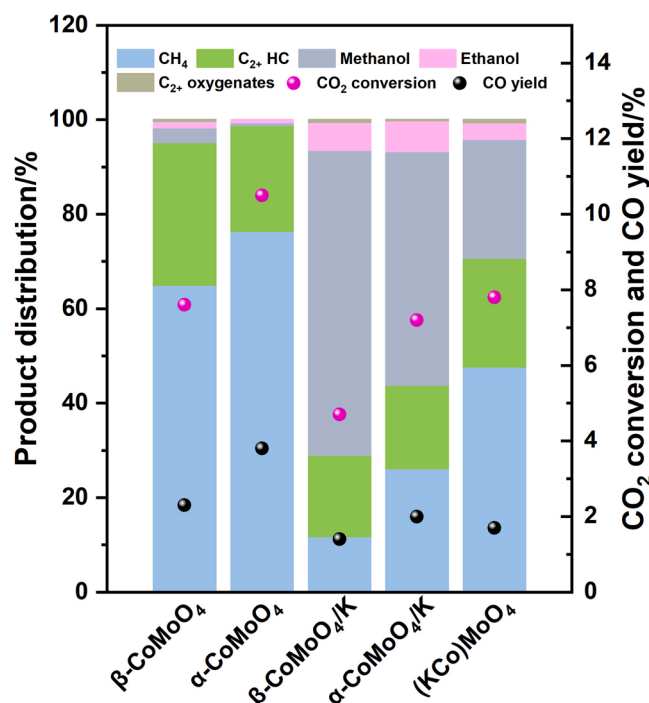 120
100
80
60
40
20
0
Product distribution/%
CH₄ C₂₊ HC Methanol Ethanol
C₂₊ oxygenates CO₂ conversion CO yield
14
12
10
8
6
4
2
0
CO₂ conversion and CO yield/%
β-CoMoO₄
α-CoMoO₄
β-CoMoO₄/K
α-CoMoO₄/K
(KCo)MoO₄